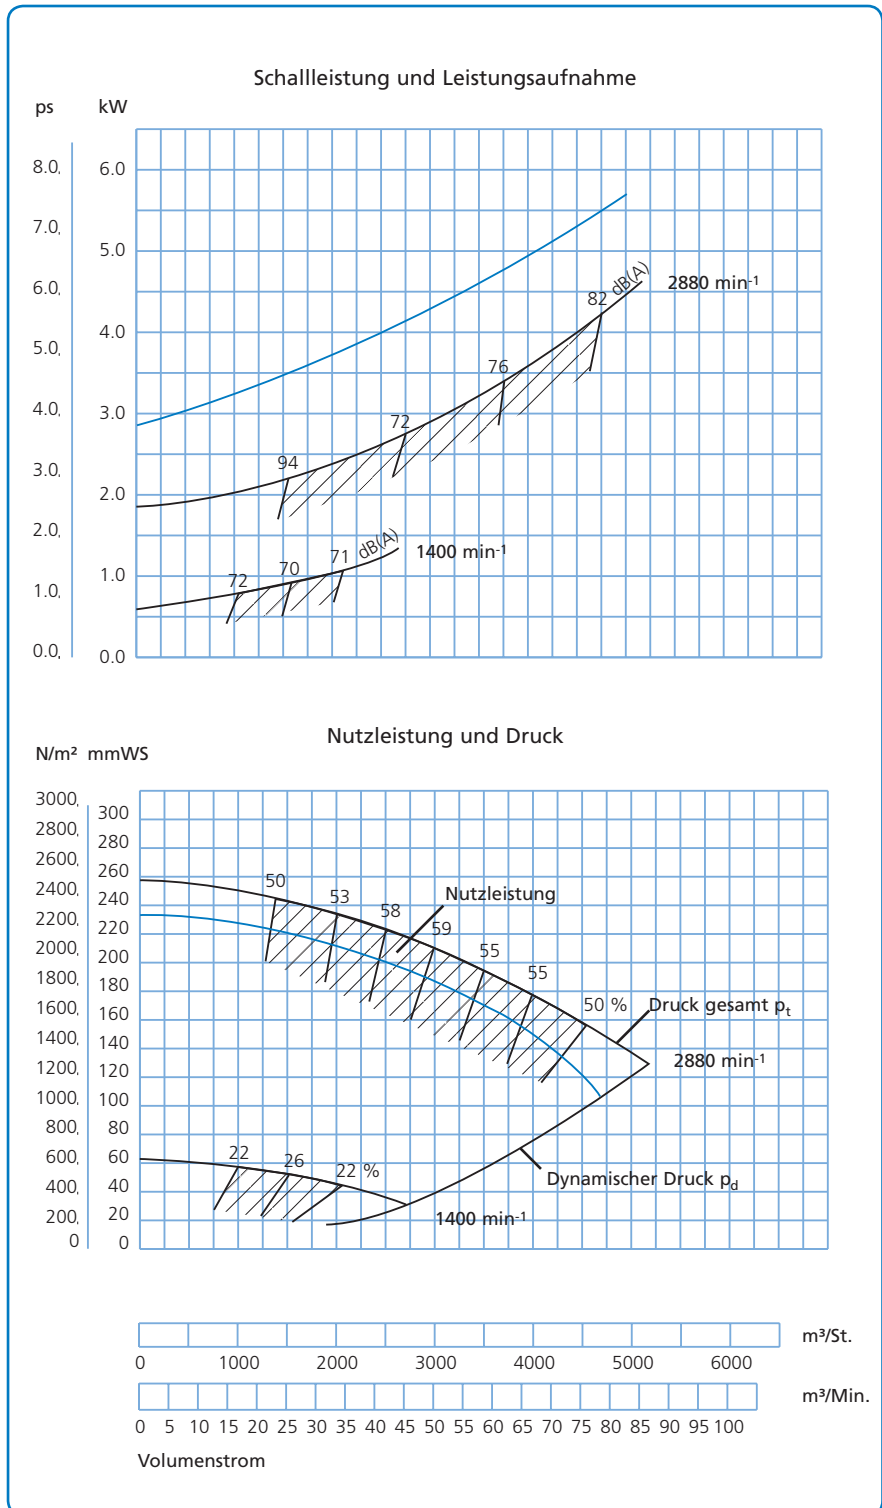 Schallleistung und Leistungsaufnahme
ps kW
8.0, 6.0
7.0, 5.0
6.0, 4.0
5.0, 3.0
4.0, 2.0
3.0, 1.0
2.0, 0.0
1.0,
0.0,
94 72 76 82 dB(A) 2880 min-1
72 70 71 dB(A) 1400 min-1
Nutzleistung und Druck
N/m² mmWS
3000, 300
2800, 280
2600, 260
2400, 240
2200, 220
2000, 200
1800, 180
1600, 160
1400, 140
1200, 120
1000, 100
800, 80
600, 60
400, 40
200, 20
0 0
50 53 58 59 55 55 50 %
Nutzleistung
Druck gesamt pt
2880 min-1
22 26 22 %
Dynamischer Druck pd
1400 min-1
m³/St.
0 1000 2000 3000 4000 5000 6000
m³/Min.
0 5 10 15 20 25 30 35 40 45 50 55 60 65 70 75 80 85 90 95 100
Volumenstrom